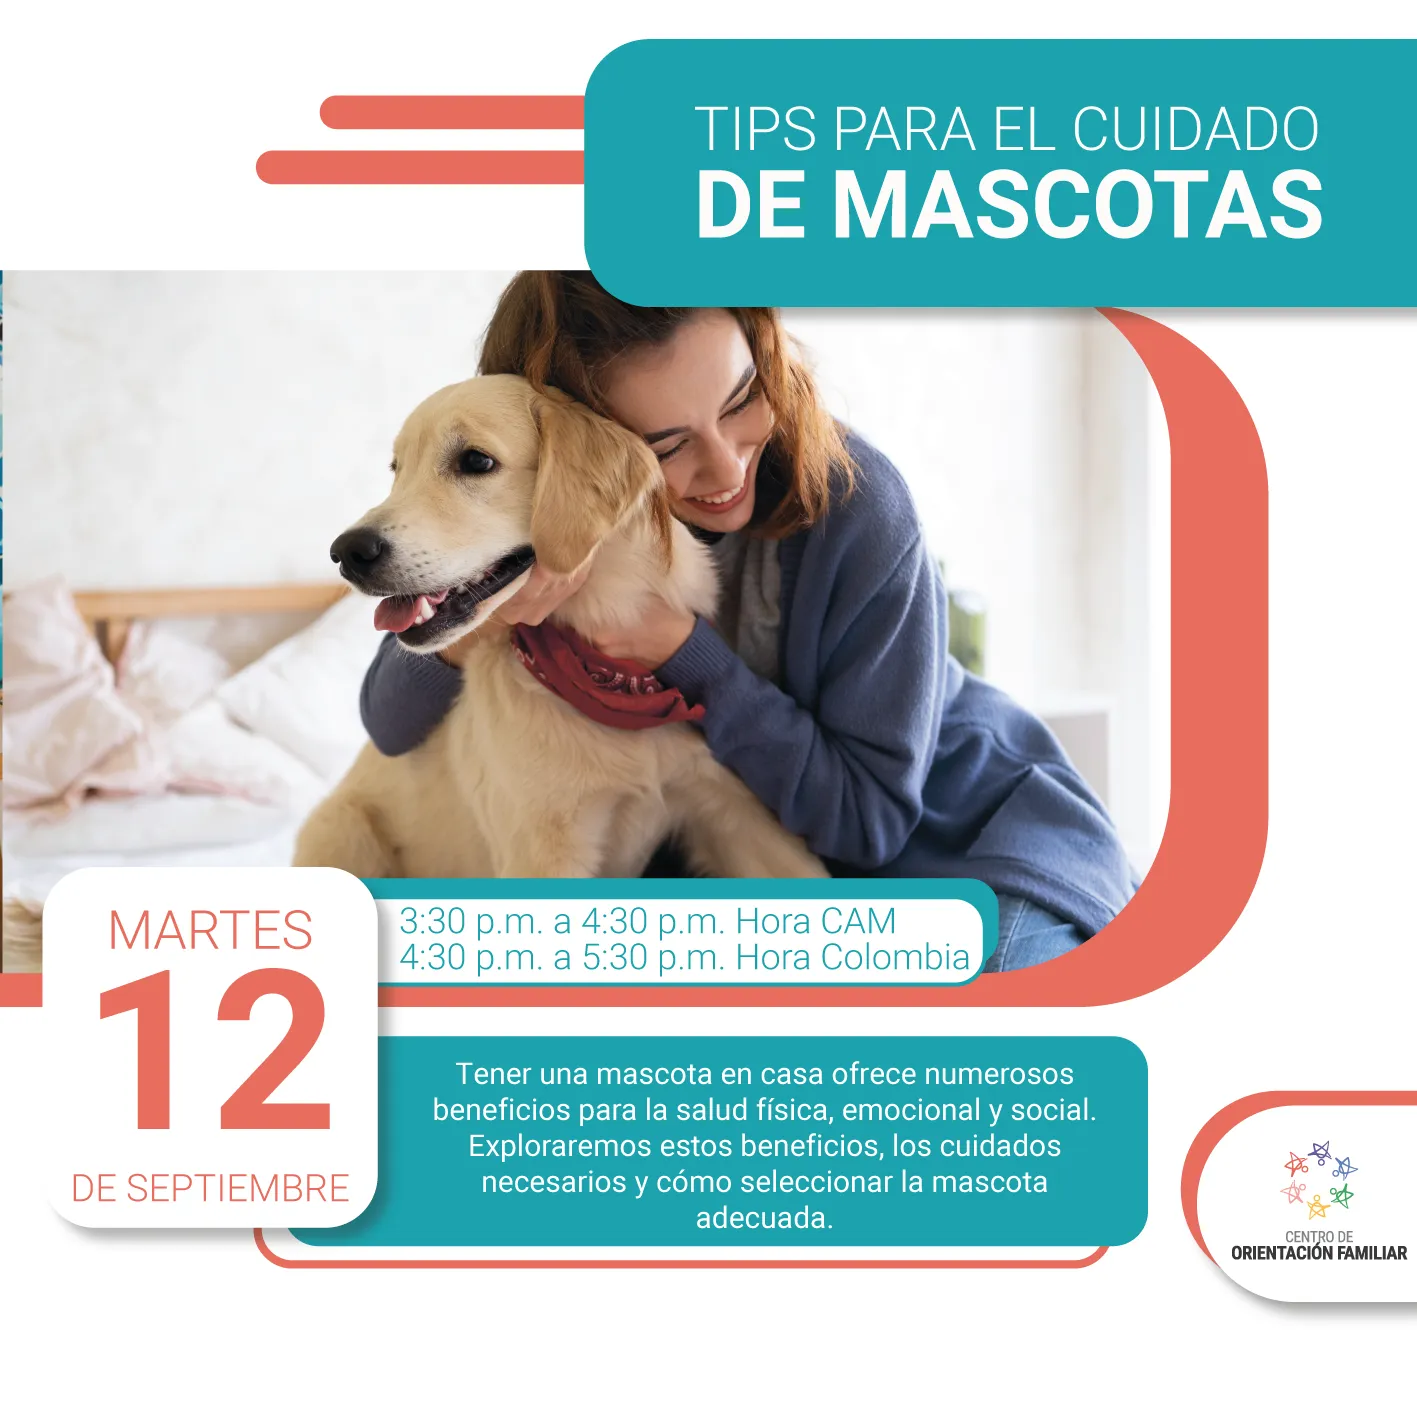 TIPS PARA EL CUIDADO
DE MASCOTAS
3:30 p.m. a 4:30 p.m. Hora CAM
4:30 p.m. a 5:30 p.m. Hora Colombia
MARTES
12
DE SEPTIEMBRE
Tener una mascota en casa ofrece numerosos
beneficios para la salud física, emocional y social.
Exploraremos estos beneficios, los cuidados
necesarios y cómo seleccionar la mascota
adecuada.
CENTRO DE
ORIENTACIÓN FAMILIAR